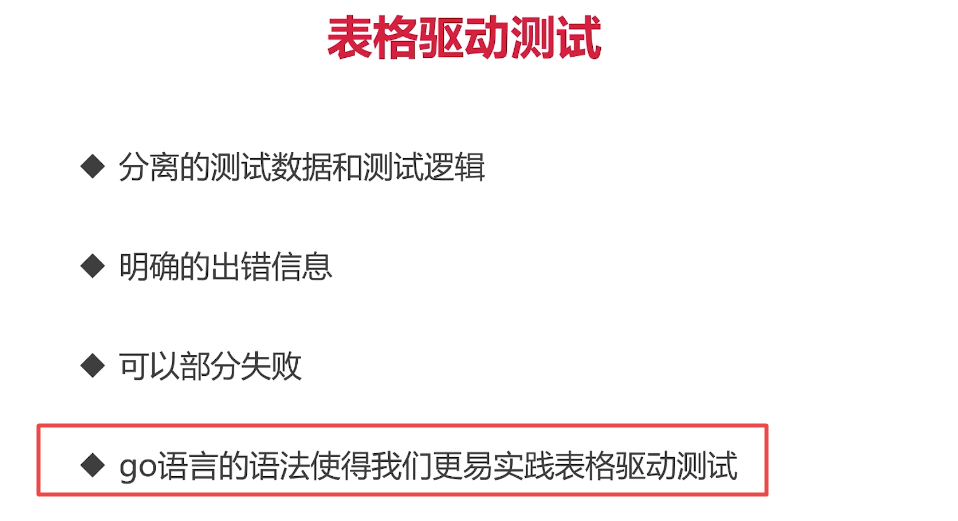 表格驱动测试
◆ 分离的测试数据和测试逻辑
◆ 明确的出错信息
◆ 可以部分失败
◆ go语言的语法使得我们更易实践表格驱动测试